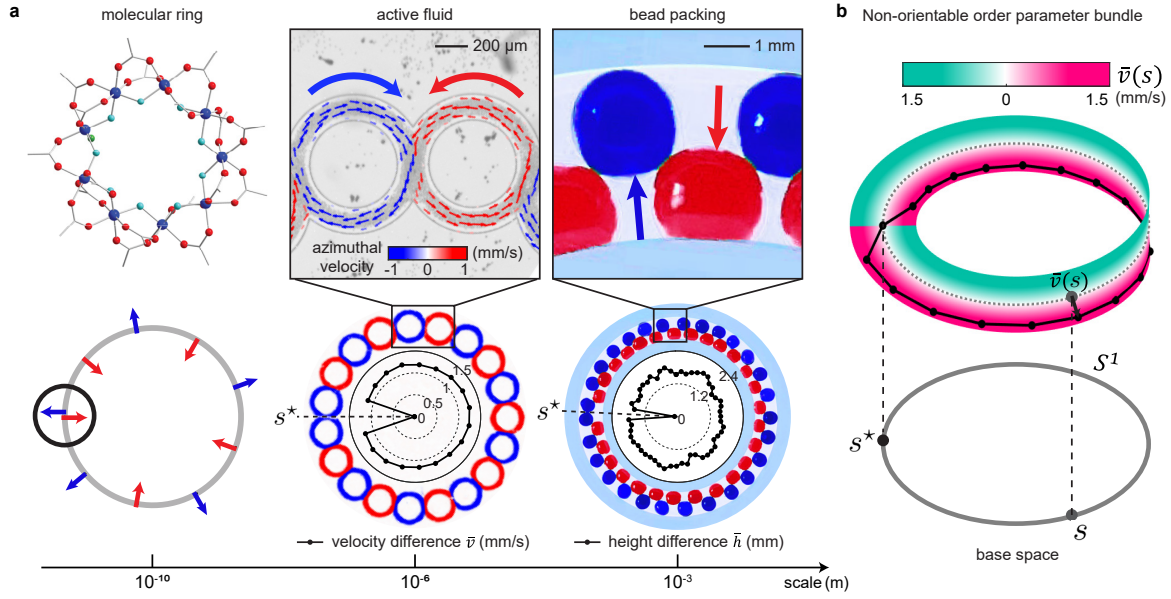 a
molecular ring
active fluid
bead packing
200 µm
azimuthal
velocity
-1
0
1
(mm/s)
1 mm
s⋆
1.5
1
0.5
0
velocity difference v̄ (mm/s)
s⋆
2.4
1.2
0
height difference h̄ (mm)
10⁻¹⁰
10⁻⁶
10⁻³
scale (m)
b
Non-orientable order parameter bundle
v̄(s)
1.5
0
1.5
(mm/s)
v̄(s)
S¹
s⋆
s
base space